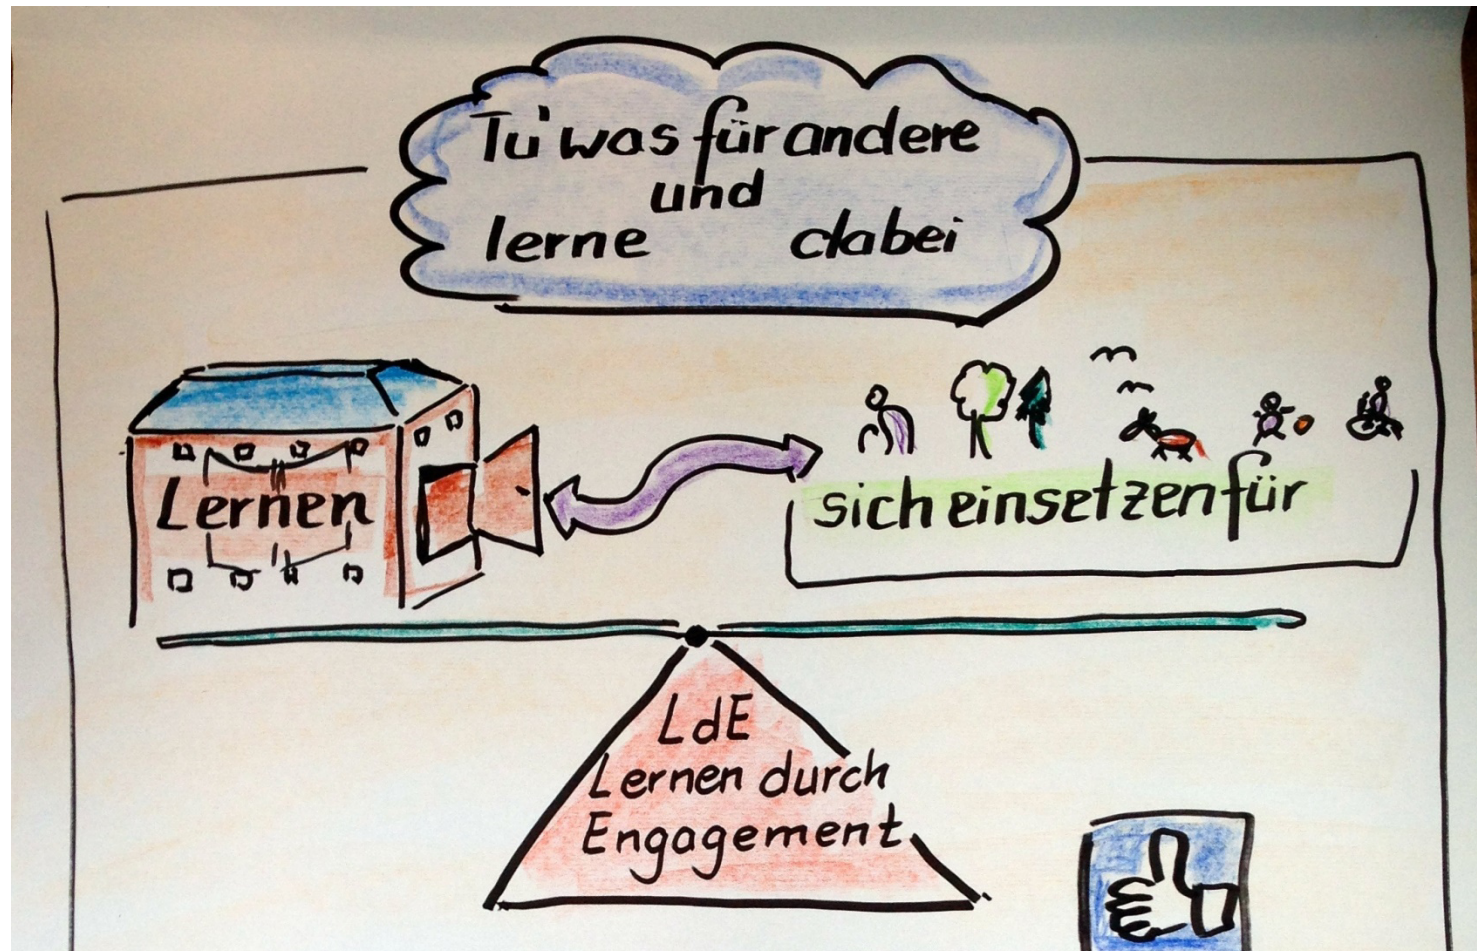 Tu' was für andere
und
lerne dabei
Lernen
sich einsetzen für
LdE
Lernen durch
Engagement